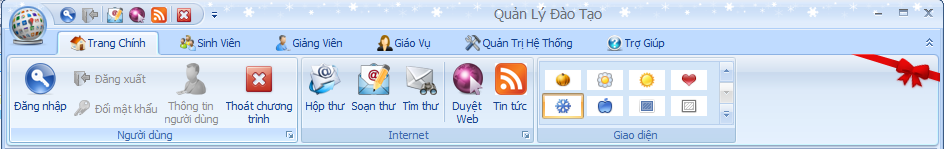 Quản Lý Đào Tạo
Trang Chính
Sinh Viên
Giảng Viên
Giáo Vụ
Quản Trị Hệ Thống
Trợ Giúp
Đăng nhập
Đăng xuất
Đổi mật khẩu
Thông tin
người dùng
Thoát chương
trình
Người dùng
Hộp thư
Soạn thư
Tìm thư
Duyệt
Web
Tin tức
Internet
Giao diện